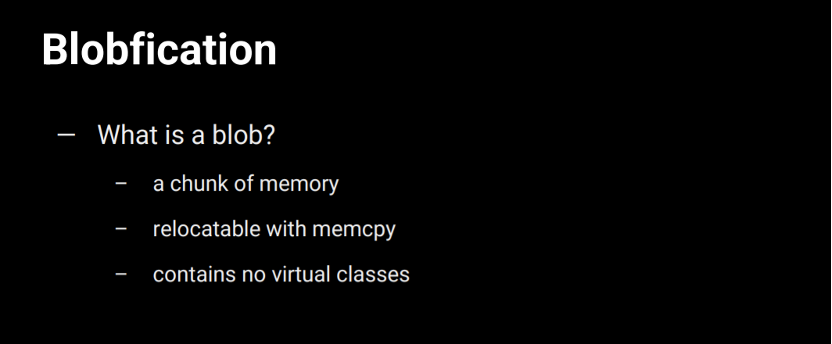 Blobfication
— What is a blob?
– a chunk of memory
– relocatable with memcpy
– contains no virtual classes